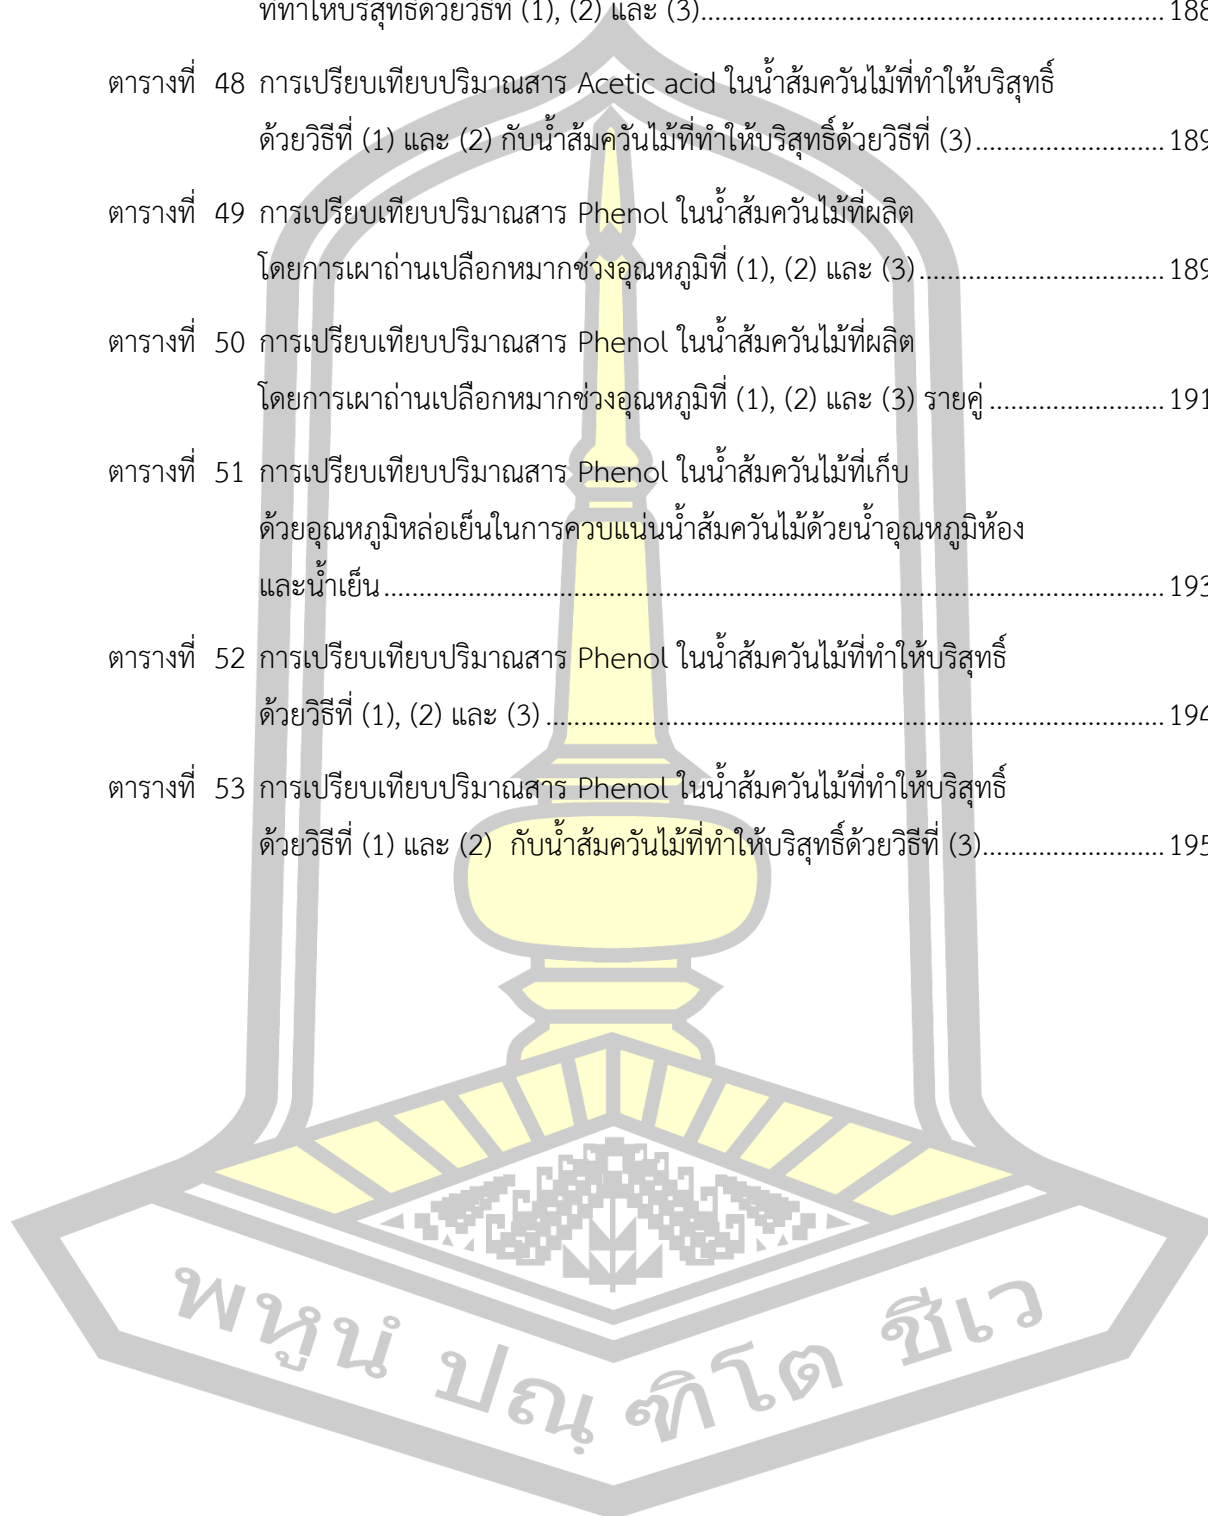 ที่ทำให้บริสุทธิ์ด้วยวิธีที่ (1), (2) และ (3)..................................................................... 188
ตารางที่ 48 การเปรียบเทียบปริมาณสาร Acetic acid ในน้ำส้มควันไม้ที่ทำให้บริสุทธิ์
ด้วยวิธีที่ (1) และ (2) กับน้ำส้มควันไม้ที่ทำให้บริสุทธิ์ด้วยวิธีที่ (3)............................ 189
ตารางที่ 49 การเปรียบเทียบปริมาณสาร Phenol ในน้ำส้มควันไม้ที่ผลิต
โดยการเผาถ่านเปลือกหมากช่วงอุณหภูมิที่ (1), (2) และ (3).................................... 189
ตารางที่ 50 การเปรียบเทียบปริมาณสาร Phenol ในน้ำส้มควันไม้ที่ผลิต
โดยการเผาถ่านเปลือกหมากช่วงอุณหภูมิที่ (1), (2) และ (3) รายคู่.......................... 191
ตารางที่ 51 การเปรียบเทียบปริมาณสาร Phenol ในน้ำส้มควันไม้ที่เก็บ
ด้วยอุณหภูมิหล่อเย็นในการควบแน่นน้ำส้มควันไม้ด้วยน้ำอุณหภูมิห้อง
และน้ำเย็น.................................................................................................................... 193
ตารางที่ 52 การเปรียบเทียบปริมาณสาร Phenol ในน้ำส้มควันไม้ที่ทำให้บริสุทธิ์
ด้วยวิธีที่ (1), (2) และ (3)............................................................................................ 194
ตารางที่ 53 การเปรียบเทียบปริมาณสาร Phenol ในน้ำส้มควันไม้ที่ทำให้บริสุทธิ์
ด้วยวิธีที่ (1) และ (2) กับน้ำส้มควันไม้ที่ทำให้บริสุทธิ์ด้วยวิธีที่ (3)........................... 195
พหูนํ ปณฺฑิโต ชีเว